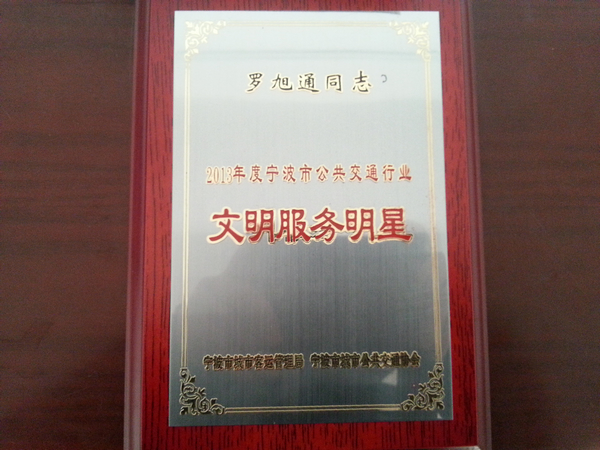 罗旭通同志
2013年度宁波市公共交通行业
文明服务明星
宁波市城市客运管理局 宁波市城市公共交通协会